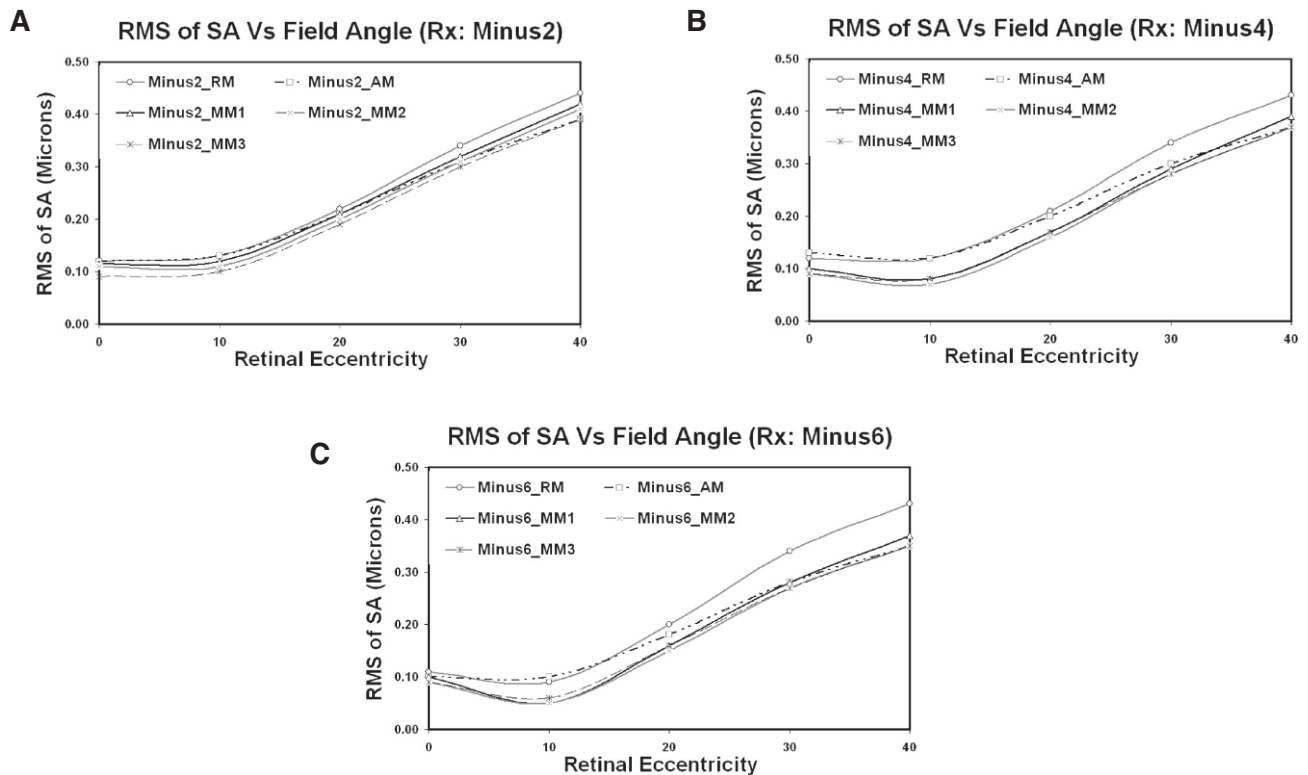 A
RMS of SA Vs Field Angle (Rx: Minus2)
RMS of SA (Microns)
0.50
0.40
0.30
0.20
0.10
0.00
Minus2_RM
Minus2_AM
Minus2_MM1
Minus2_MM2
Minus2_MM3
0
10
20
30
40
Retinal Eccentricity
B
RMS of SA Vs Field Angle (Rx: Minus4)
RMS of SA (Microns)
0.50
0.40
0.30
0.20
0.10
0.00
Minus4_RM
Minus4_AM
Minus4_MM1
Minus4_MM2
Minus4_MM3
0
10
20
30
40
Retinal Eccentricity
C
RMS of SA Vs Field Angle (Rx: Minus6)
RMS of SA (Microns)
0.50
0.40
0.30
0.20
0.10
0.00
Minus6_RM
Minus6_AM
Minus6_MM1
Minus6_MM2
Minus6_MM3
0
10
20
30
40
Retinal Eccentricity